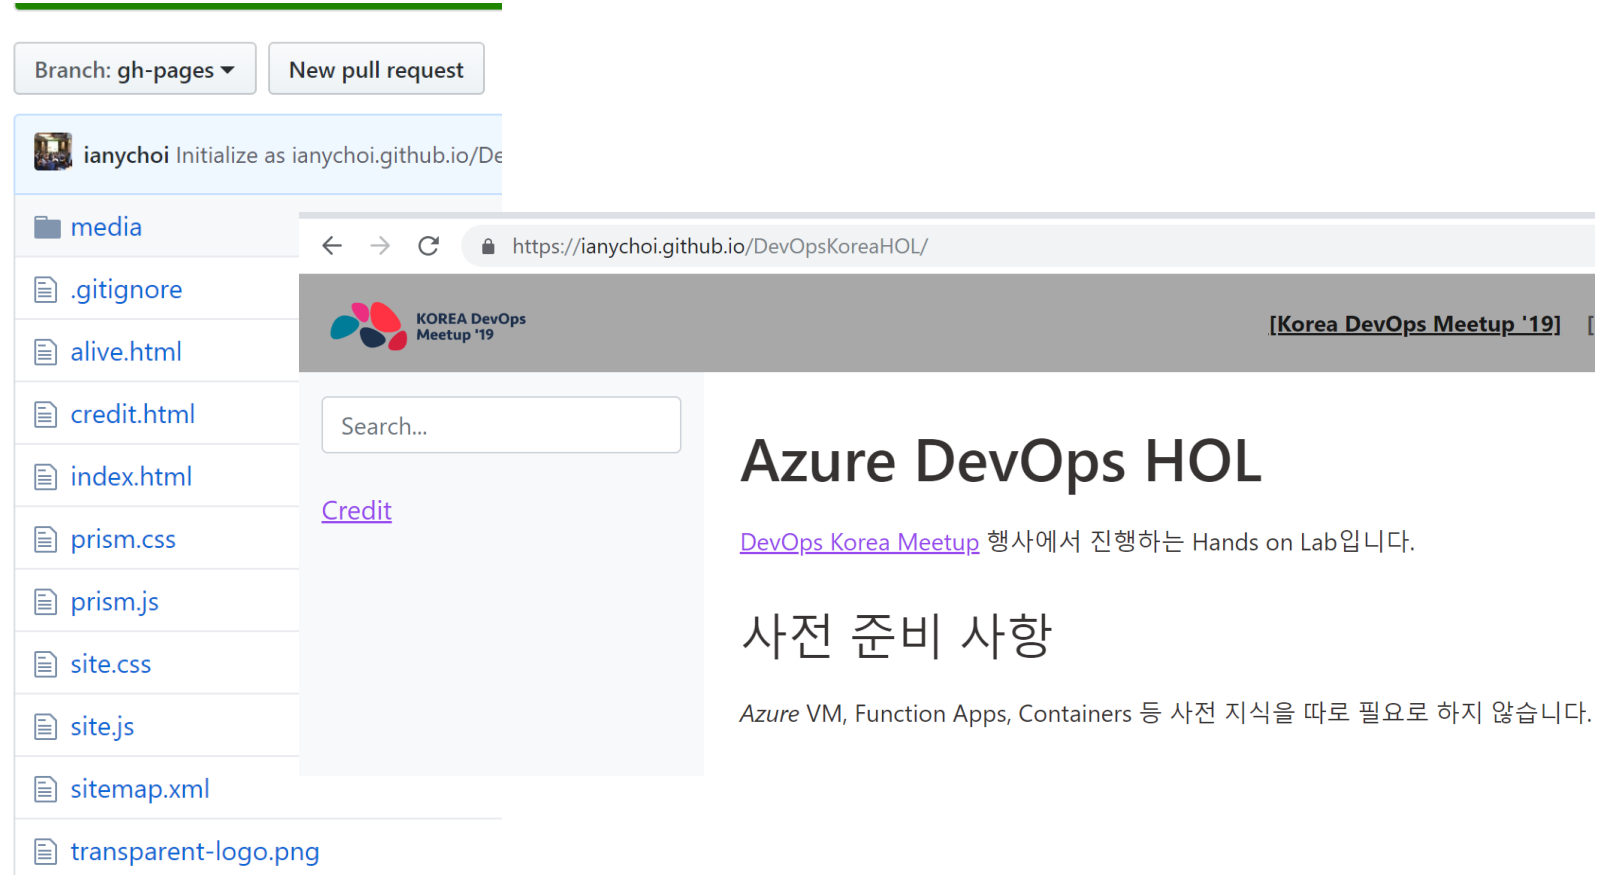 Branch: gh-pages
New pull request
ianychoi Initialize as ianychoi.github.io/De
media
.gitignore
alive.html
credit.html
index.html
prism.css
prism.js
site.css
site.js
sitemap.xml
transparent-logo.png
https://ianychoi.github.io/DevOpsKoreaHOL/
KOREA DevOps
Meetup '19
[Korea DevOps Meetup '19] [
Search...
Credit
Azure DevOps HOL
DevOps Korea Meetup 행사에서 진행하는 Hands on Lab입니다.
사전 준비 사항
Azure VM, Function Apps, Containers 등 사전 지식을 따로 필요로 하지 않습니다.